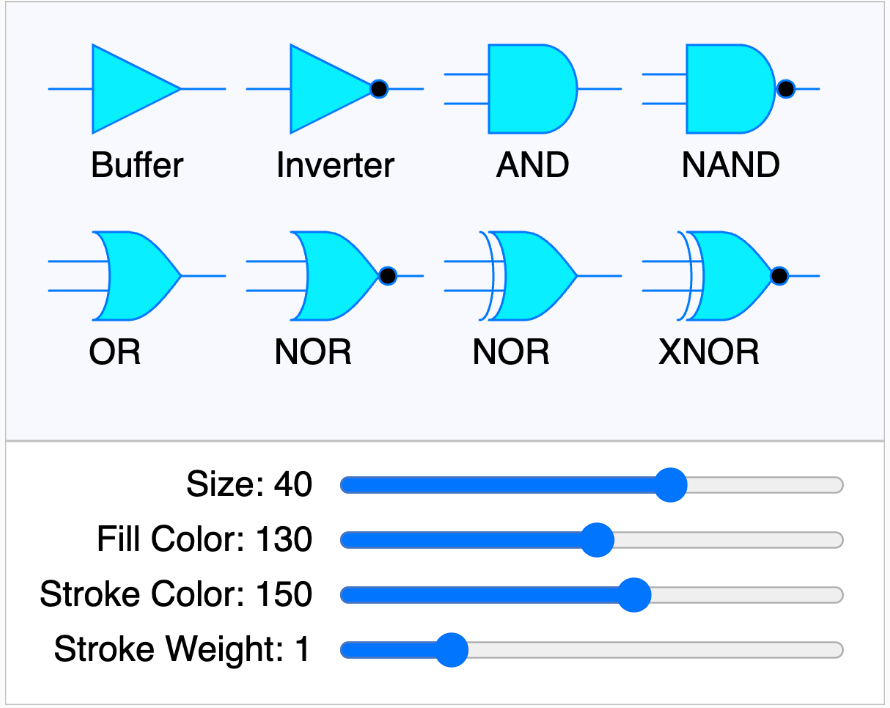 Buffer Inverter AND NAND
OR NOR NOR XNOR
Size: 40
Fill Color: 130
Stroke Color: 150
Stroke Weight: 1